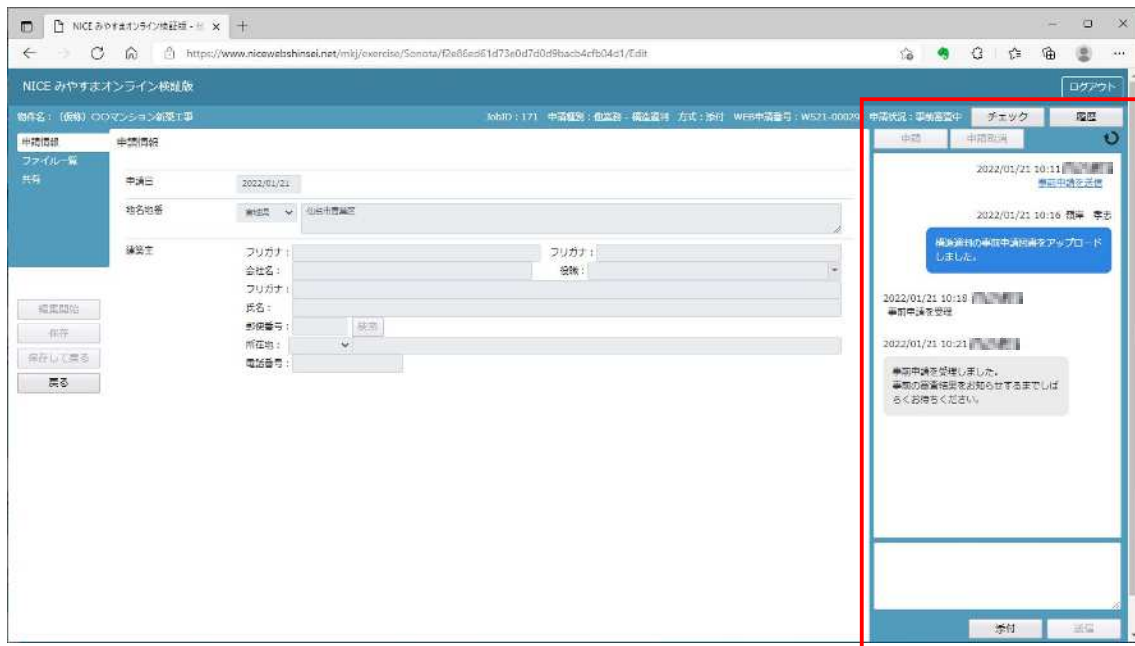 NICE みやすまオンライン検証版 - セ
https://www.nicewebshinsei.net/mkj/exercise/Sonota/f2e86ed61d73e0d7d0d9bacb4cfb04d1/Edit
NICE みやすまオンライン検証版
ログアウト
物件名：（仮称）〇〇マンション新築工事
JobID：171 申請種別：他業務 - 構造資料 方式：添付 WEB申請番号：WS21-00029 申請状況：事前審査中
チェック
履歴
申請情報
ファイル一覧
共有
申請情報
申請
申請取消
申請日
2022/01/21
地名地番
宮城県
仙台市青葉区
建築主
フリガナ：
フリガナ：
会社名：
役職：
フリガナ：
氏名：
郵便番号：
検索
所在地：
電話番号：
編集開始
保存
保存して戻る
戻る
2022/01/21 10:11
事前申請を送信
2022/01/21 10:16
構造資料の事前申請図書をアップロード
しました。
2022/01/21 10:18
事前申請を受理
2022/01/21 10:21
事前申請を受理しました。
事前の審査結果をお知らせするまでしば
らくお待ちください。
添付
送信